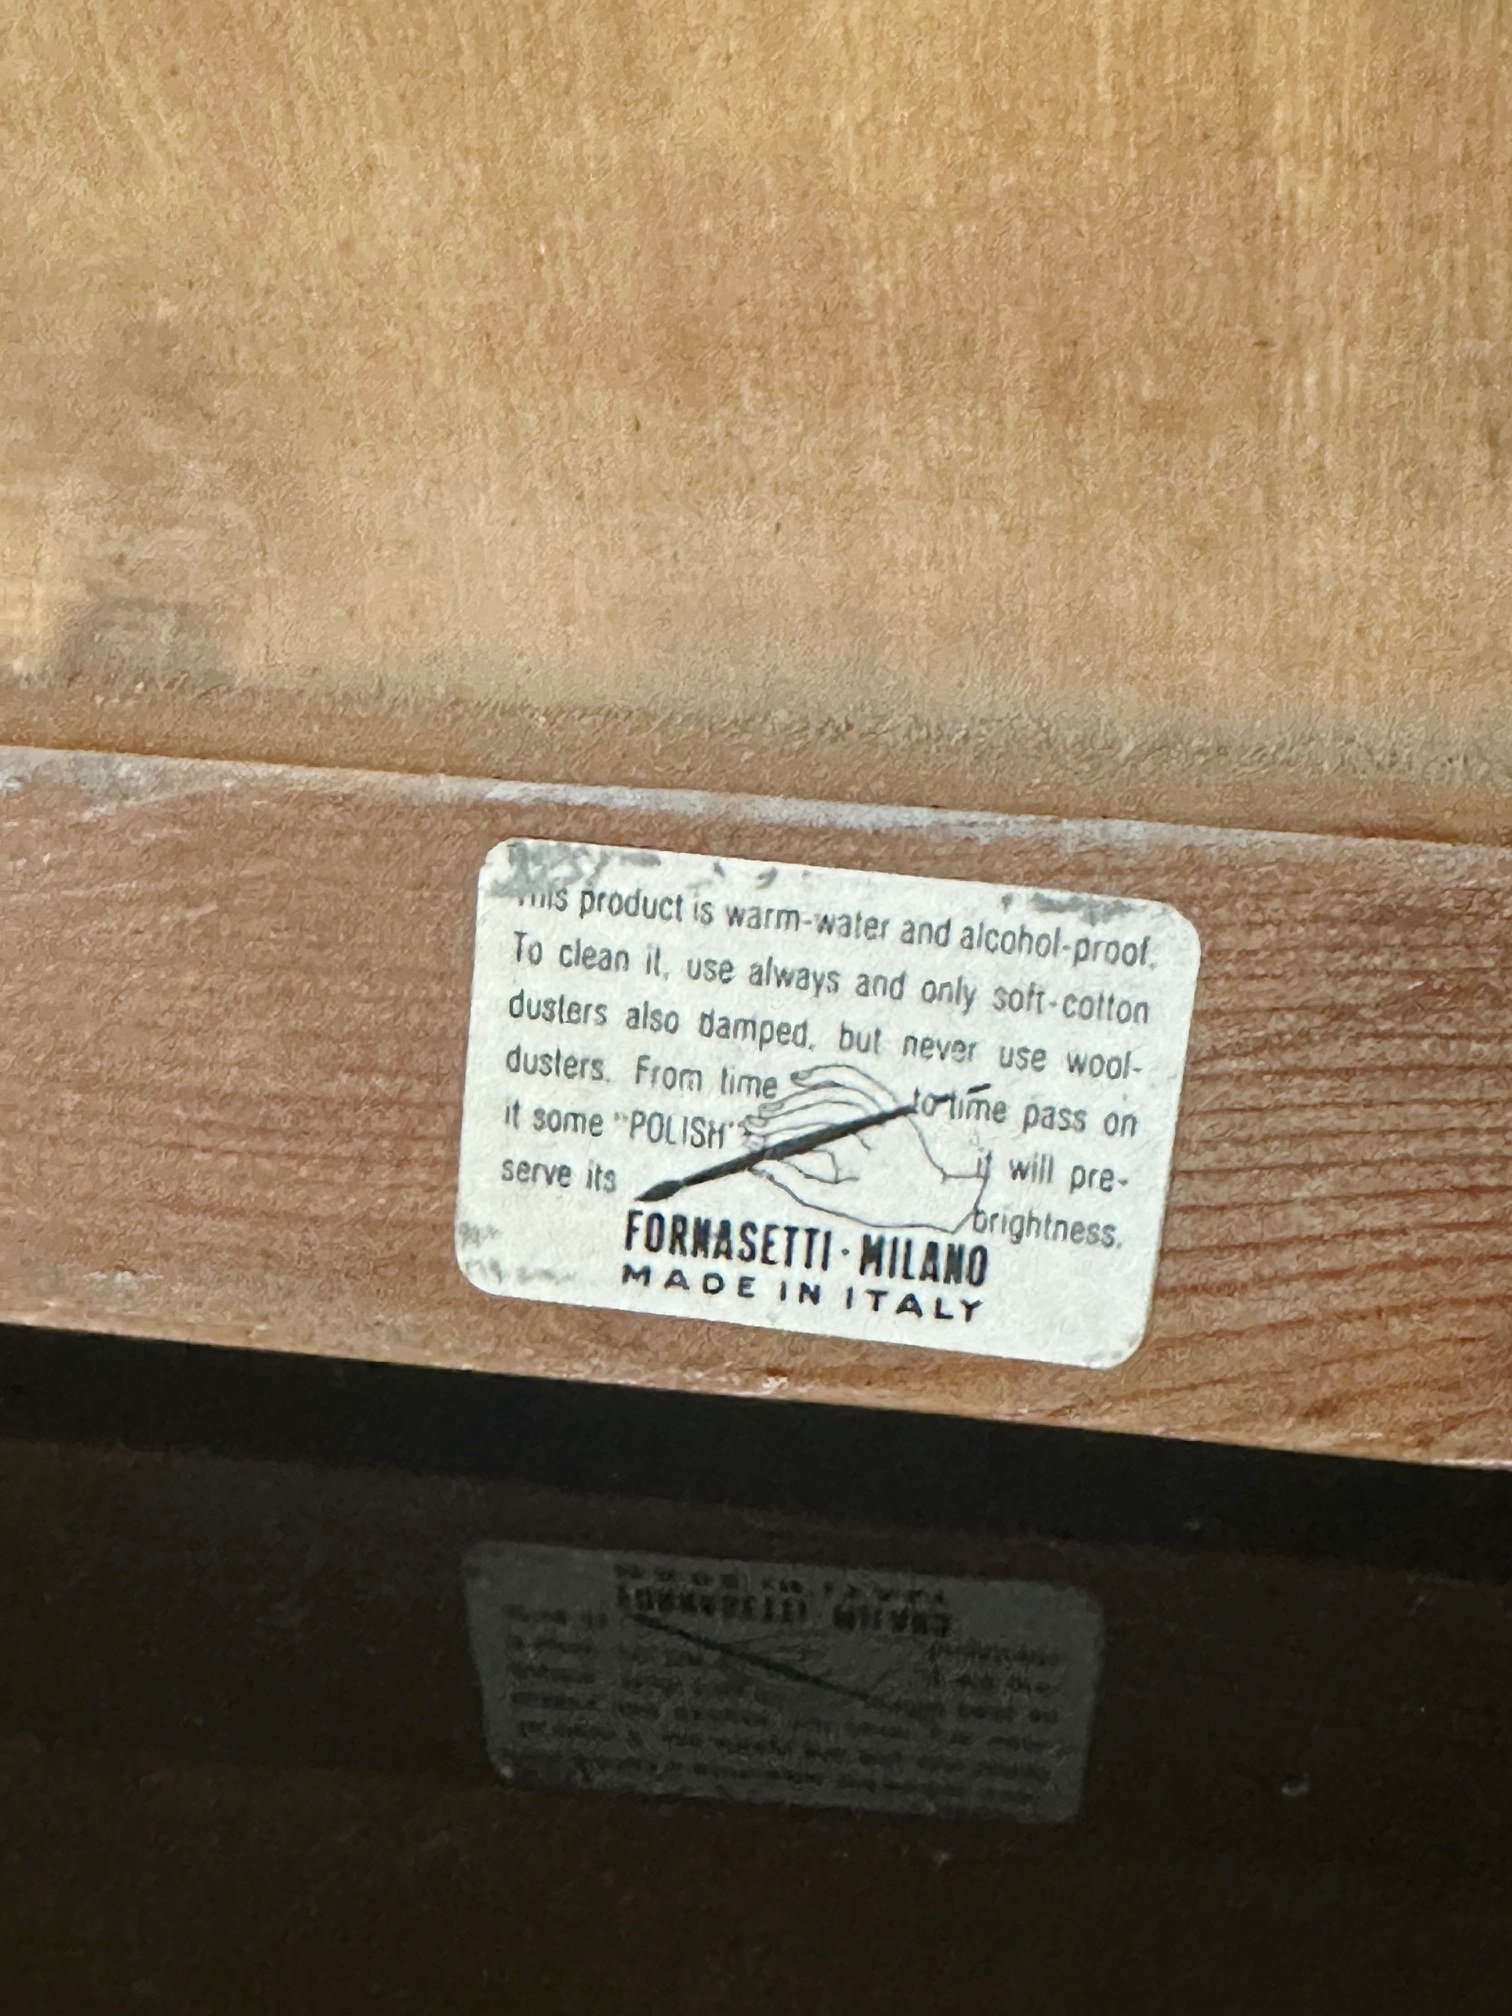 This product is warm-water and alcohol-proof.
To clean it, use always and only soft-cotton
dusters also damped, but never use wool-
dusters. From time to time pass on
it some "POLISH" it will pre-
serve its brightness.
FORNASETTI · MILANO
MADE IN ITALY